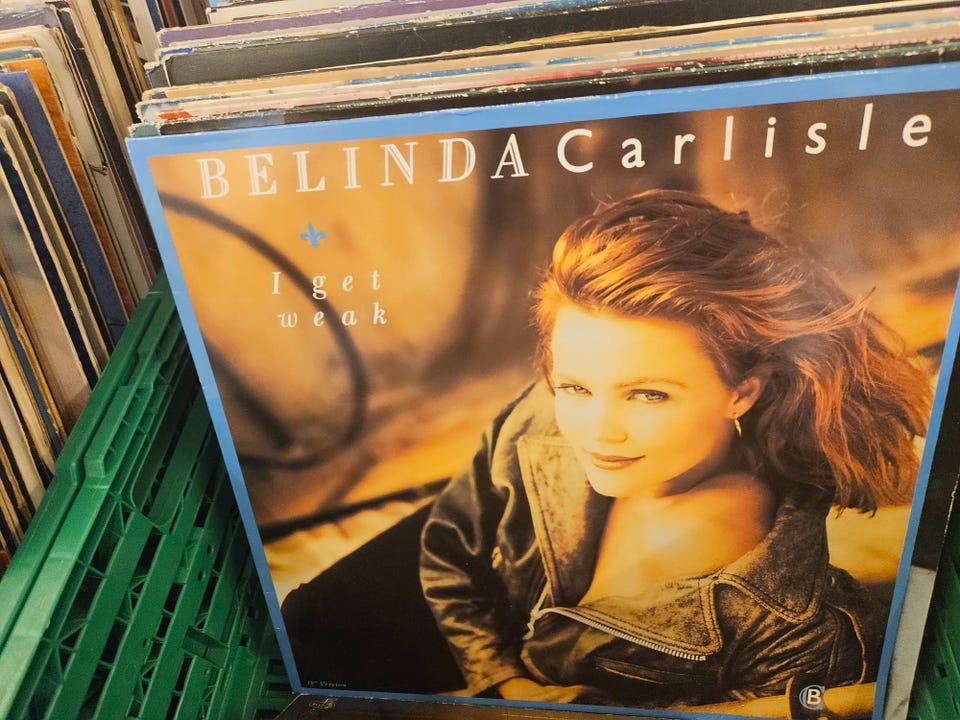 BELINDA Carlisle
I get
weak
12" Version
B